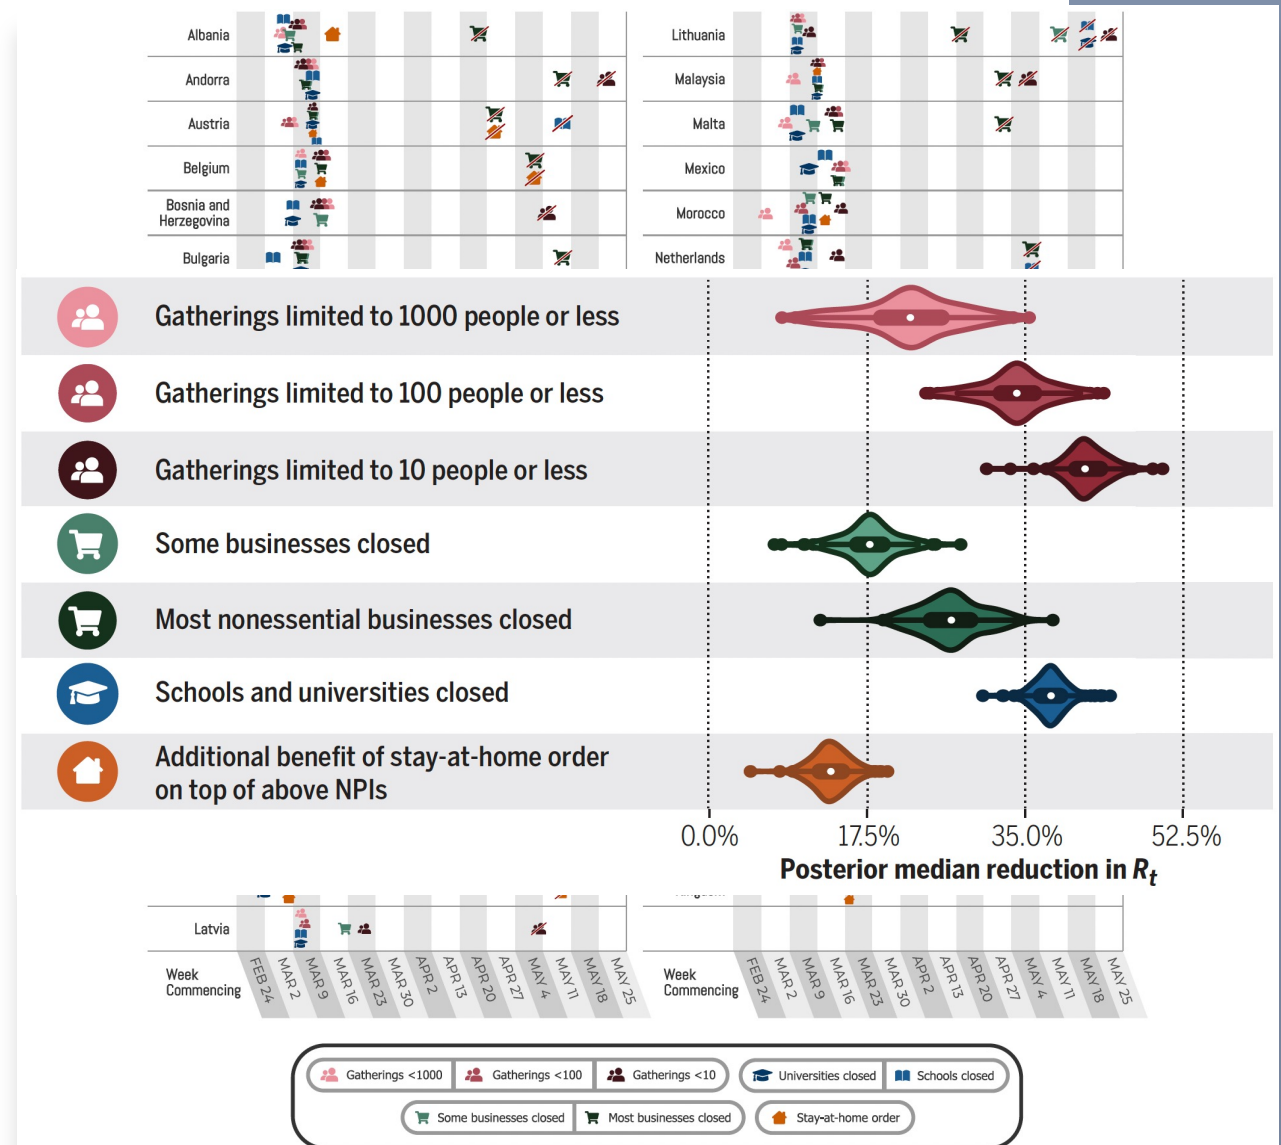 Albania
Andorra
Austria
Belgium
Bosnia and
Herzegovina
Bulgaria
Lithuania
Malaysia
Malta
Mexico
Morocco
Netherlands
Gatherings limited to 1000 people or less
Gatherings limited to 100 people or less
Gatherings limited to 10 people or less
Some businesses closed
Most nonessential businesses closed
Schools and universities closed
Additional benefit of stay-at-home order
on top of above NPIs
0.0% 17.5% 35.0% 52.5%
Posterior median reduction in Rt
Latvia
Week
Commencing
FEB 24 MAR 2 MAR 9 MAR 16 MAR 23 MAR 30 APR 2 APR 13 APR 20 APR 27 MAY 4 MAY 11 MAY 18 MAY 25
Week
Commencing
FEB 24 MAR 2 MAR 9 MAR 16 MAR 23 MAR 30 APR 2 APR 13 APR 20 APR 27 MAY 4 MAY 11 MAY 18 MAY 25
Gatherings <1000 Gatherings <100 Gatherings <10 Universities closed Schools closed
Some businesses closed Most businesses closed Stay-at-home order